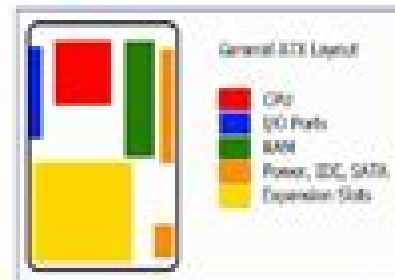 General ATX Layout
CPU
I/O Ports
RAM
Power, IDE, SATA
Expansion Slots